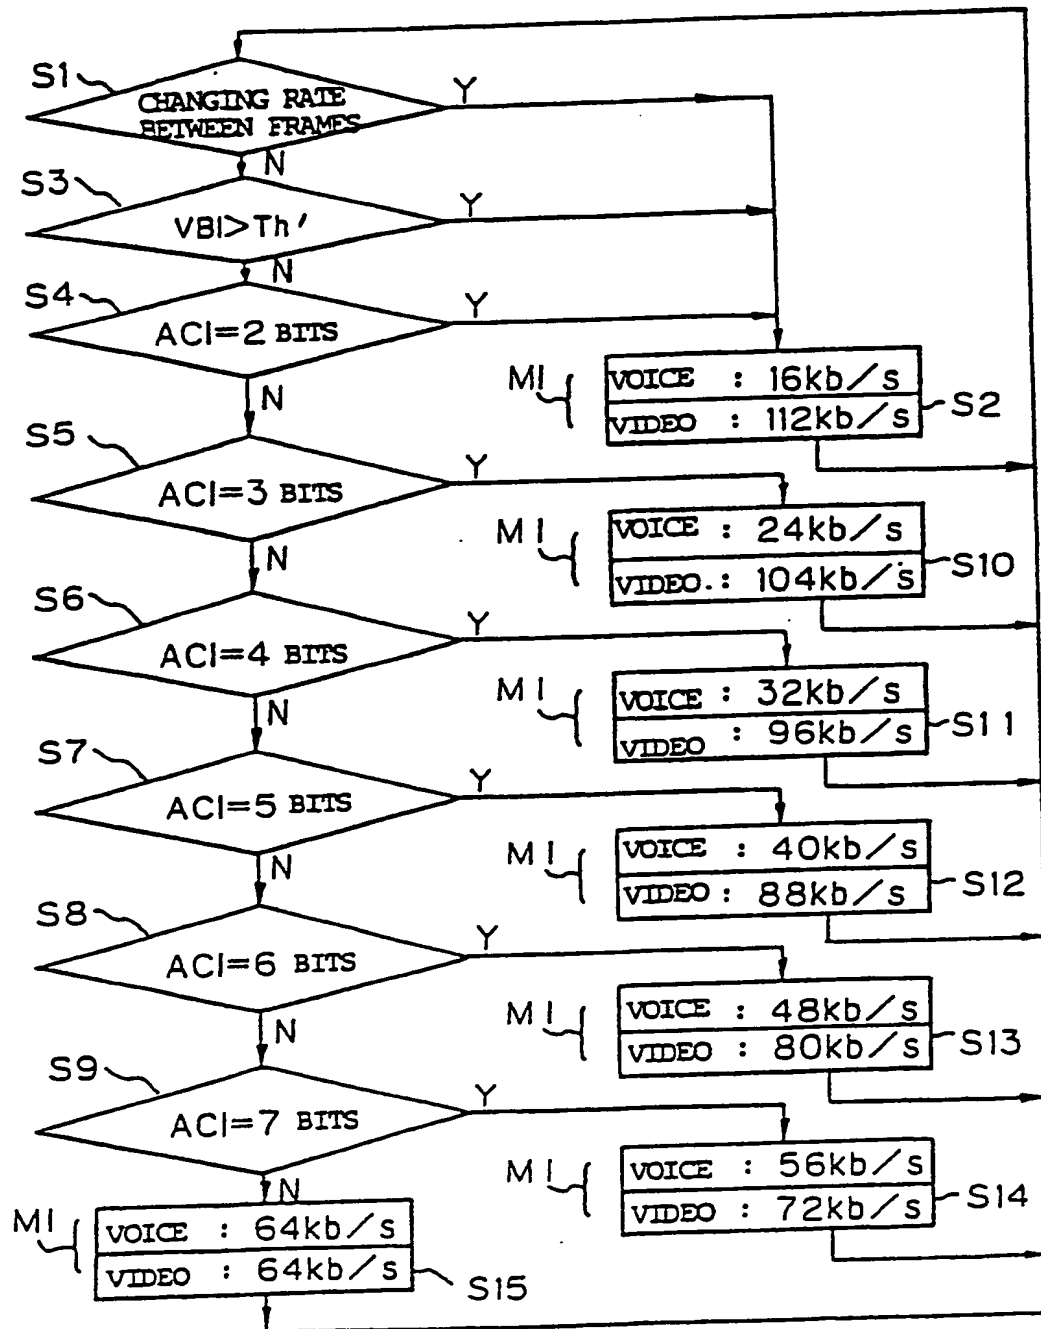 S1
CHANGING RATE
BETWEEN FRAMES
Y
N
S3
VBI>Th'
Y
N
S4
ACI=2 BITS
Y
N
MI
VOICE : 16kb/s
VIDEO : 112kb/s
S2
S5
ACI=3 BITS
Y
N
MI
VOICE : 24kb/s
VIDEO : 104kb/s
S10
S6
ACI=4 BITS
Y
N
MI
VOICE : 32kb/s
VIDEO : 96kb/s
S11
S7
ACI=5 BITS
Y
N
MI
VOICE : 40kb/s
VIDEO : 88kb/s
S12
S8
ACI=6 BITS
Y
N
MI
VOICE : 48kb/s
VIDEO : 80kb/s
S13
S9
ACI=7 BITS
Y
N
MI
VOICE : 56kb/s
VIDEO : 72kb/s
S14
MI
VOICE : 64kb/s
VIDEO : 64kb/s
S15